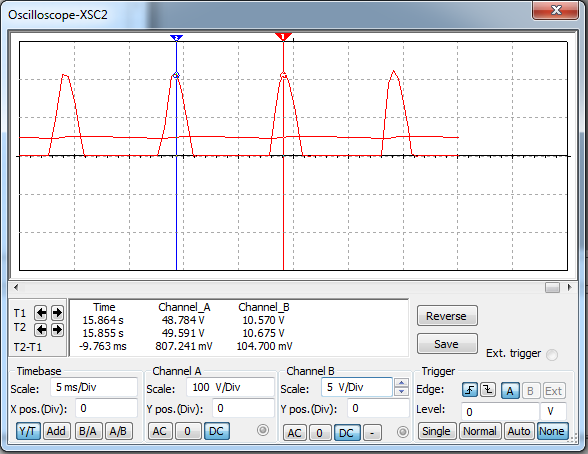 Oscilloscope-XSC2
2 1
Time Channel_A Channel_B
T1 15.864 s 48.784 V 10.570 V
T2 15.855 s 49.591 V 10.675 V
T2-T1 -9.763 ms 807.241 mV 104.700 mV
Reverse
Save
Ext. trigger
Timebase Channel A Channel B Trigger
Scale: 5 ms/Div Scale: 100 V/Div Scale: 5 V/Div Edge: A B Ext
X pos.(Div): 0 Y pos.(Div): 0 Y pos.(Div): 0 Level: 0 V
Y/T Add B/A A/B AC 0 DC AC 0 DC - Single Normal Auto None